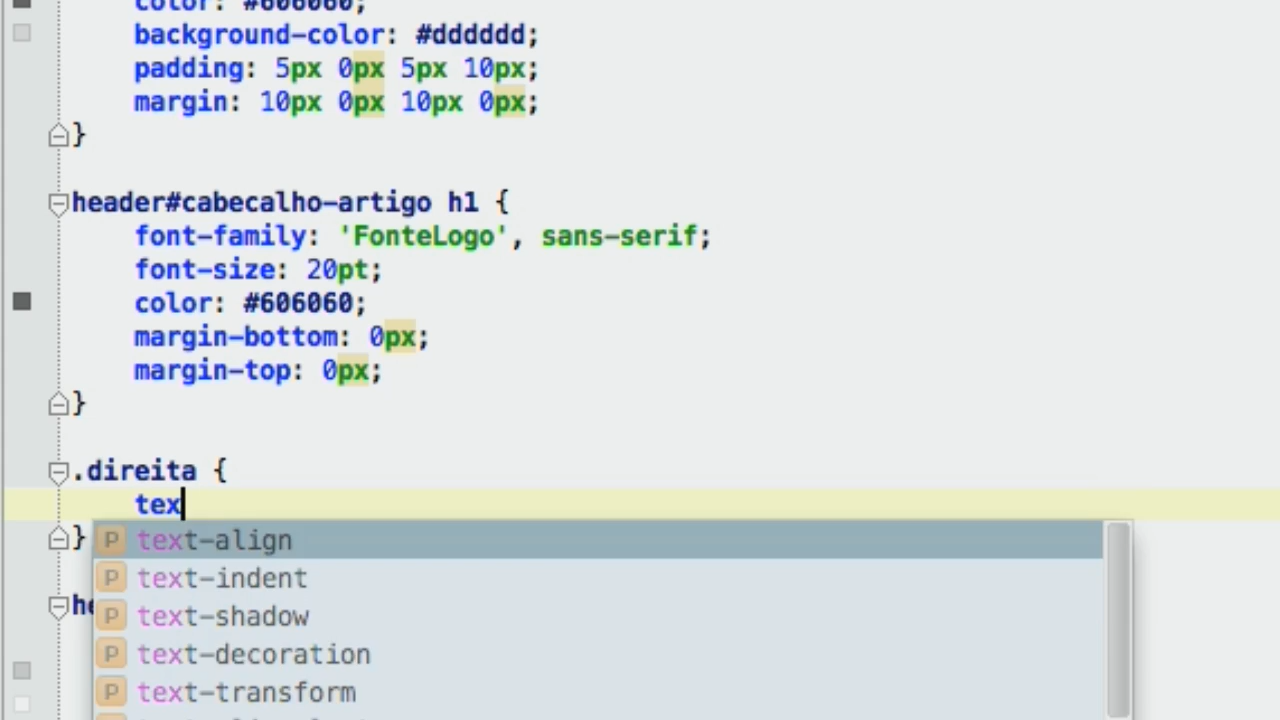 color: #606060;
background-color: #dddddd;
padding: 5px 0px 5px 10px;
margin: 10px 0px 10px 0px;
}
header#cabecalho-artigo h1 {
font-family: 'FonteLogo', sans-serif;
font-size: 20pt;
color: #606060;
margin-bottom: 0px;
margin-top: 0px;
}
.direita {
tex
}
P text-align
P text-indent
P text-shadow
P text-decoration
P text-transform